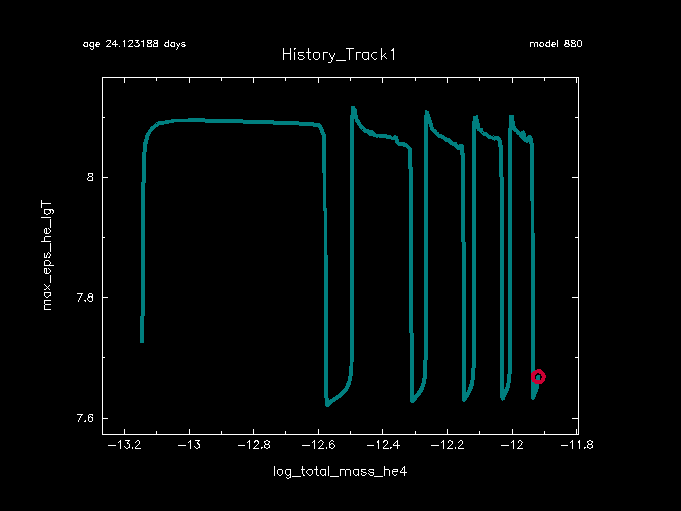 age 24.123188 days
model 880
History_Track1
8
7.8
7.6
max_eps_he_lgT
−13.2 −13 −12.8 −12.6 −12.4 −12.2 −12 −11.8
log_total_mass_he4